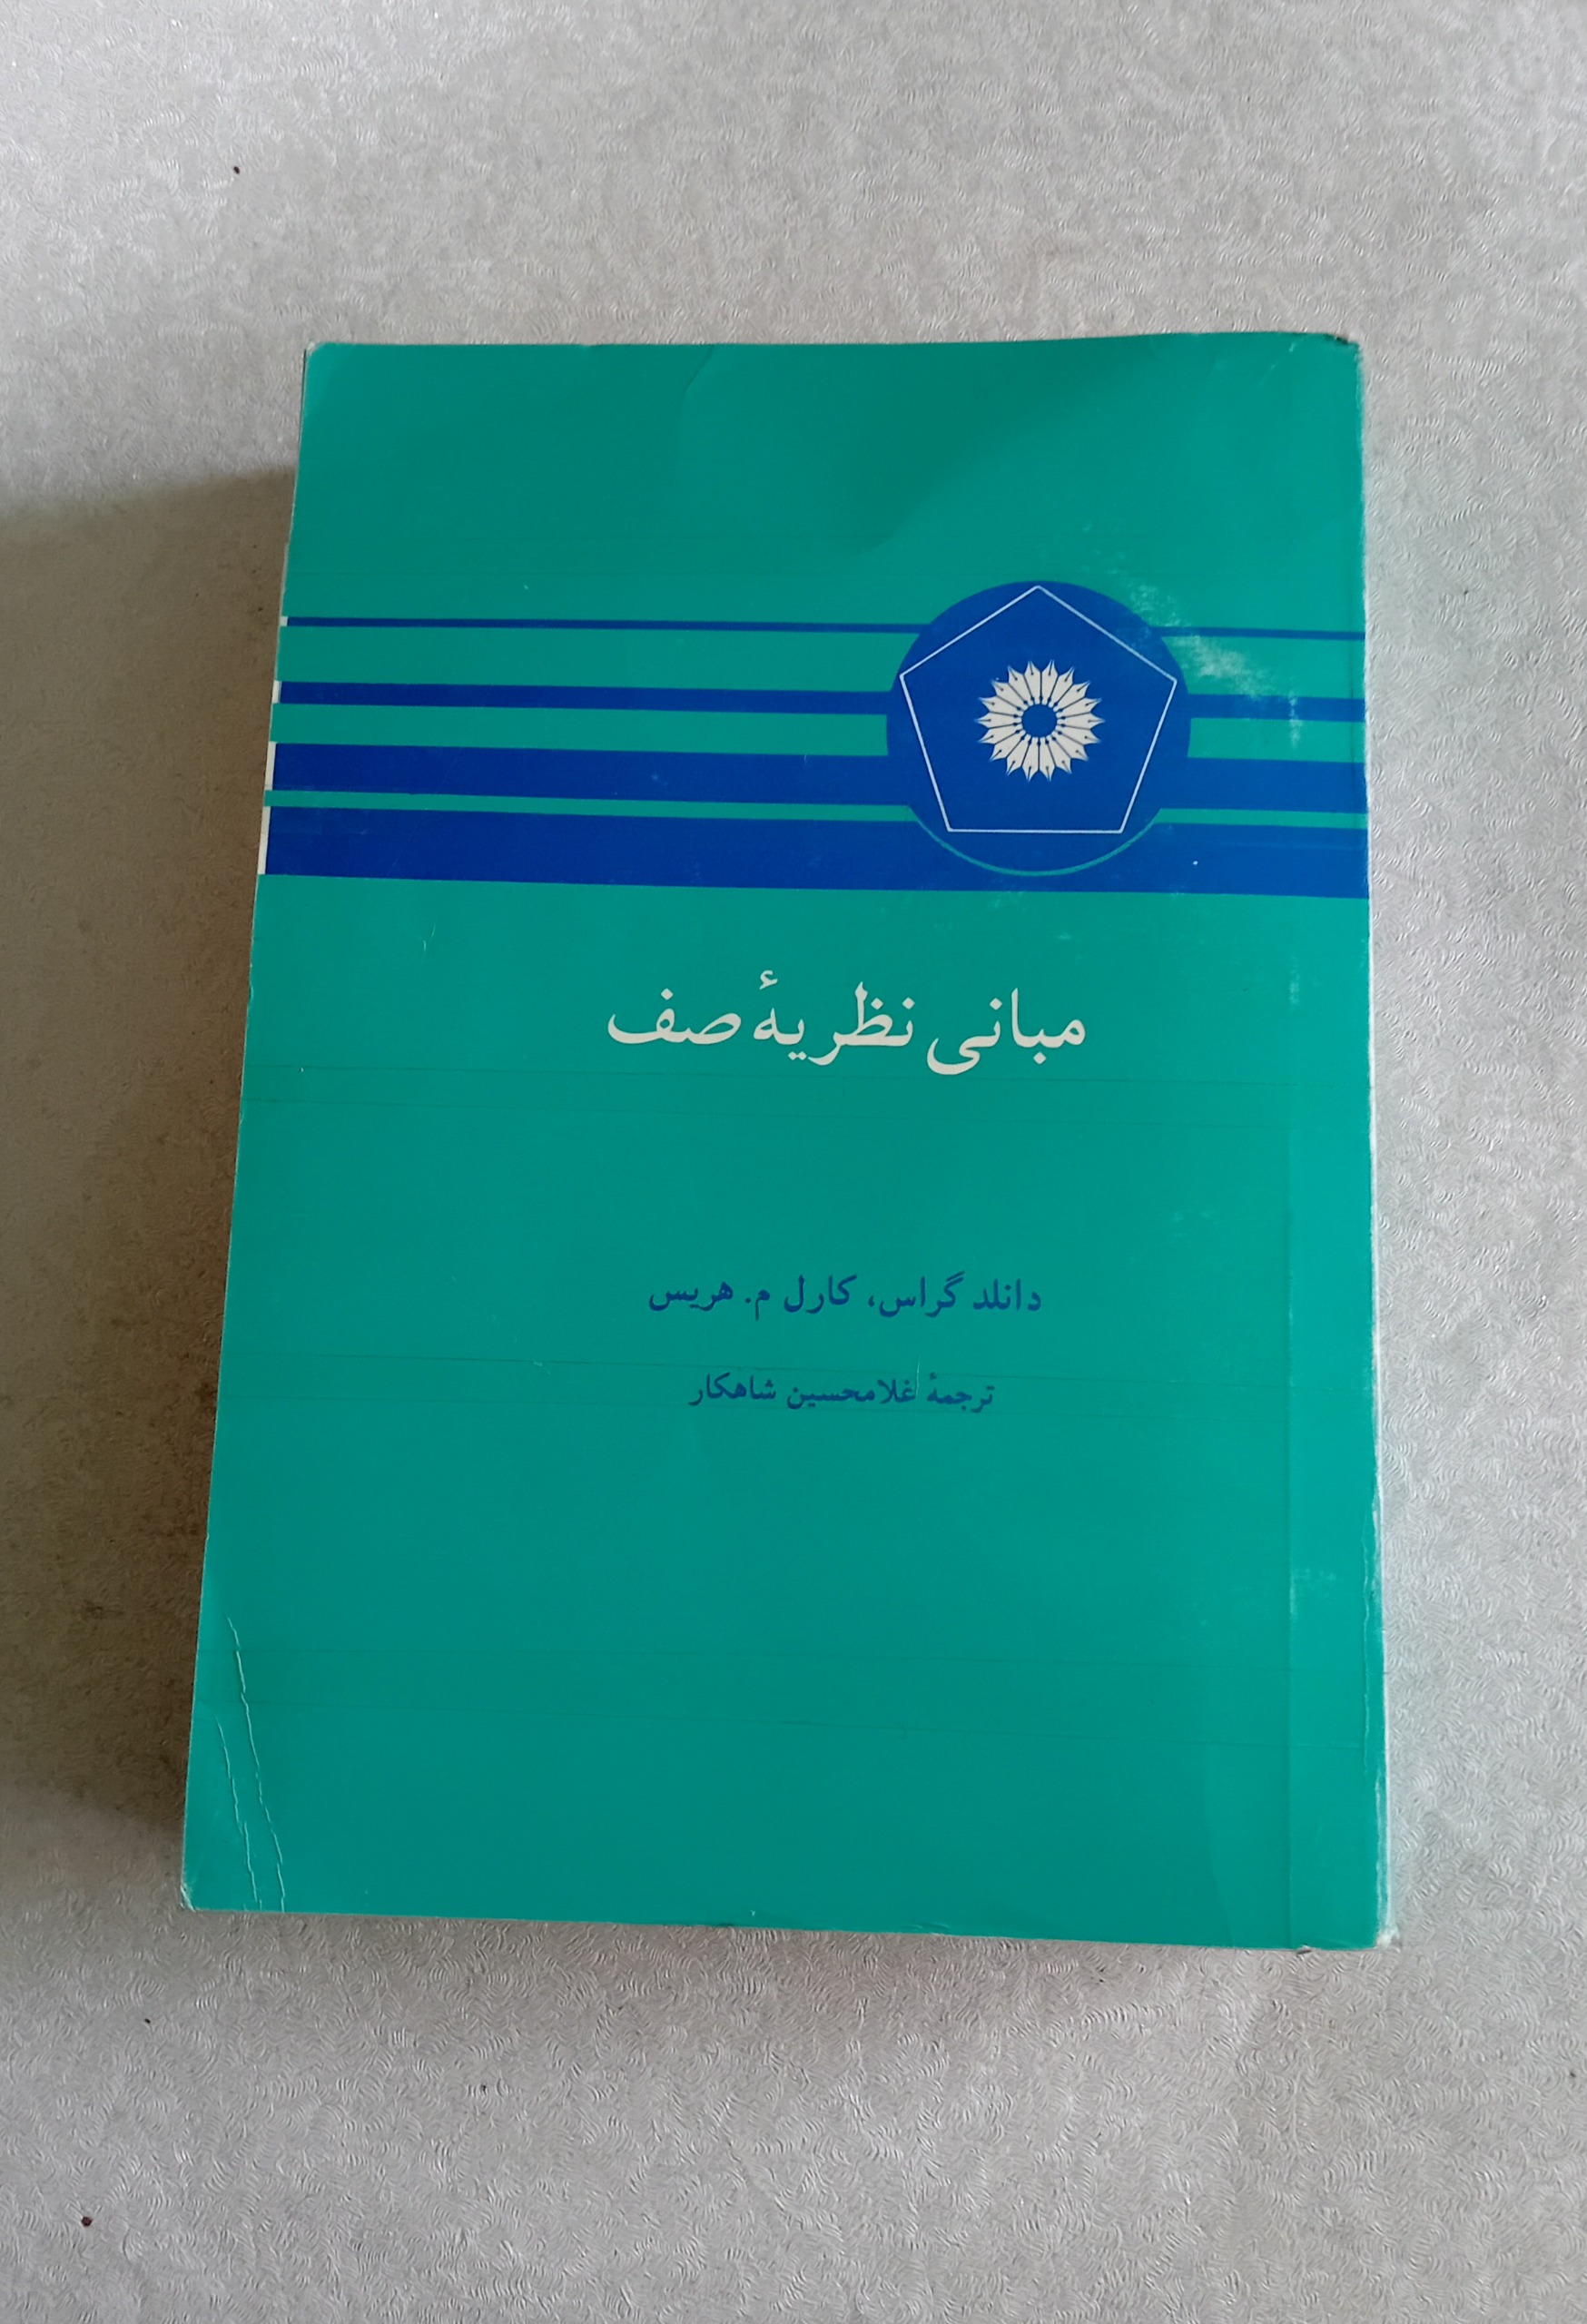 مبانی نظریهٔ صف
دانلد گراس، کارل م. هریس
ترجمهٔ غلامحسین شاهکار